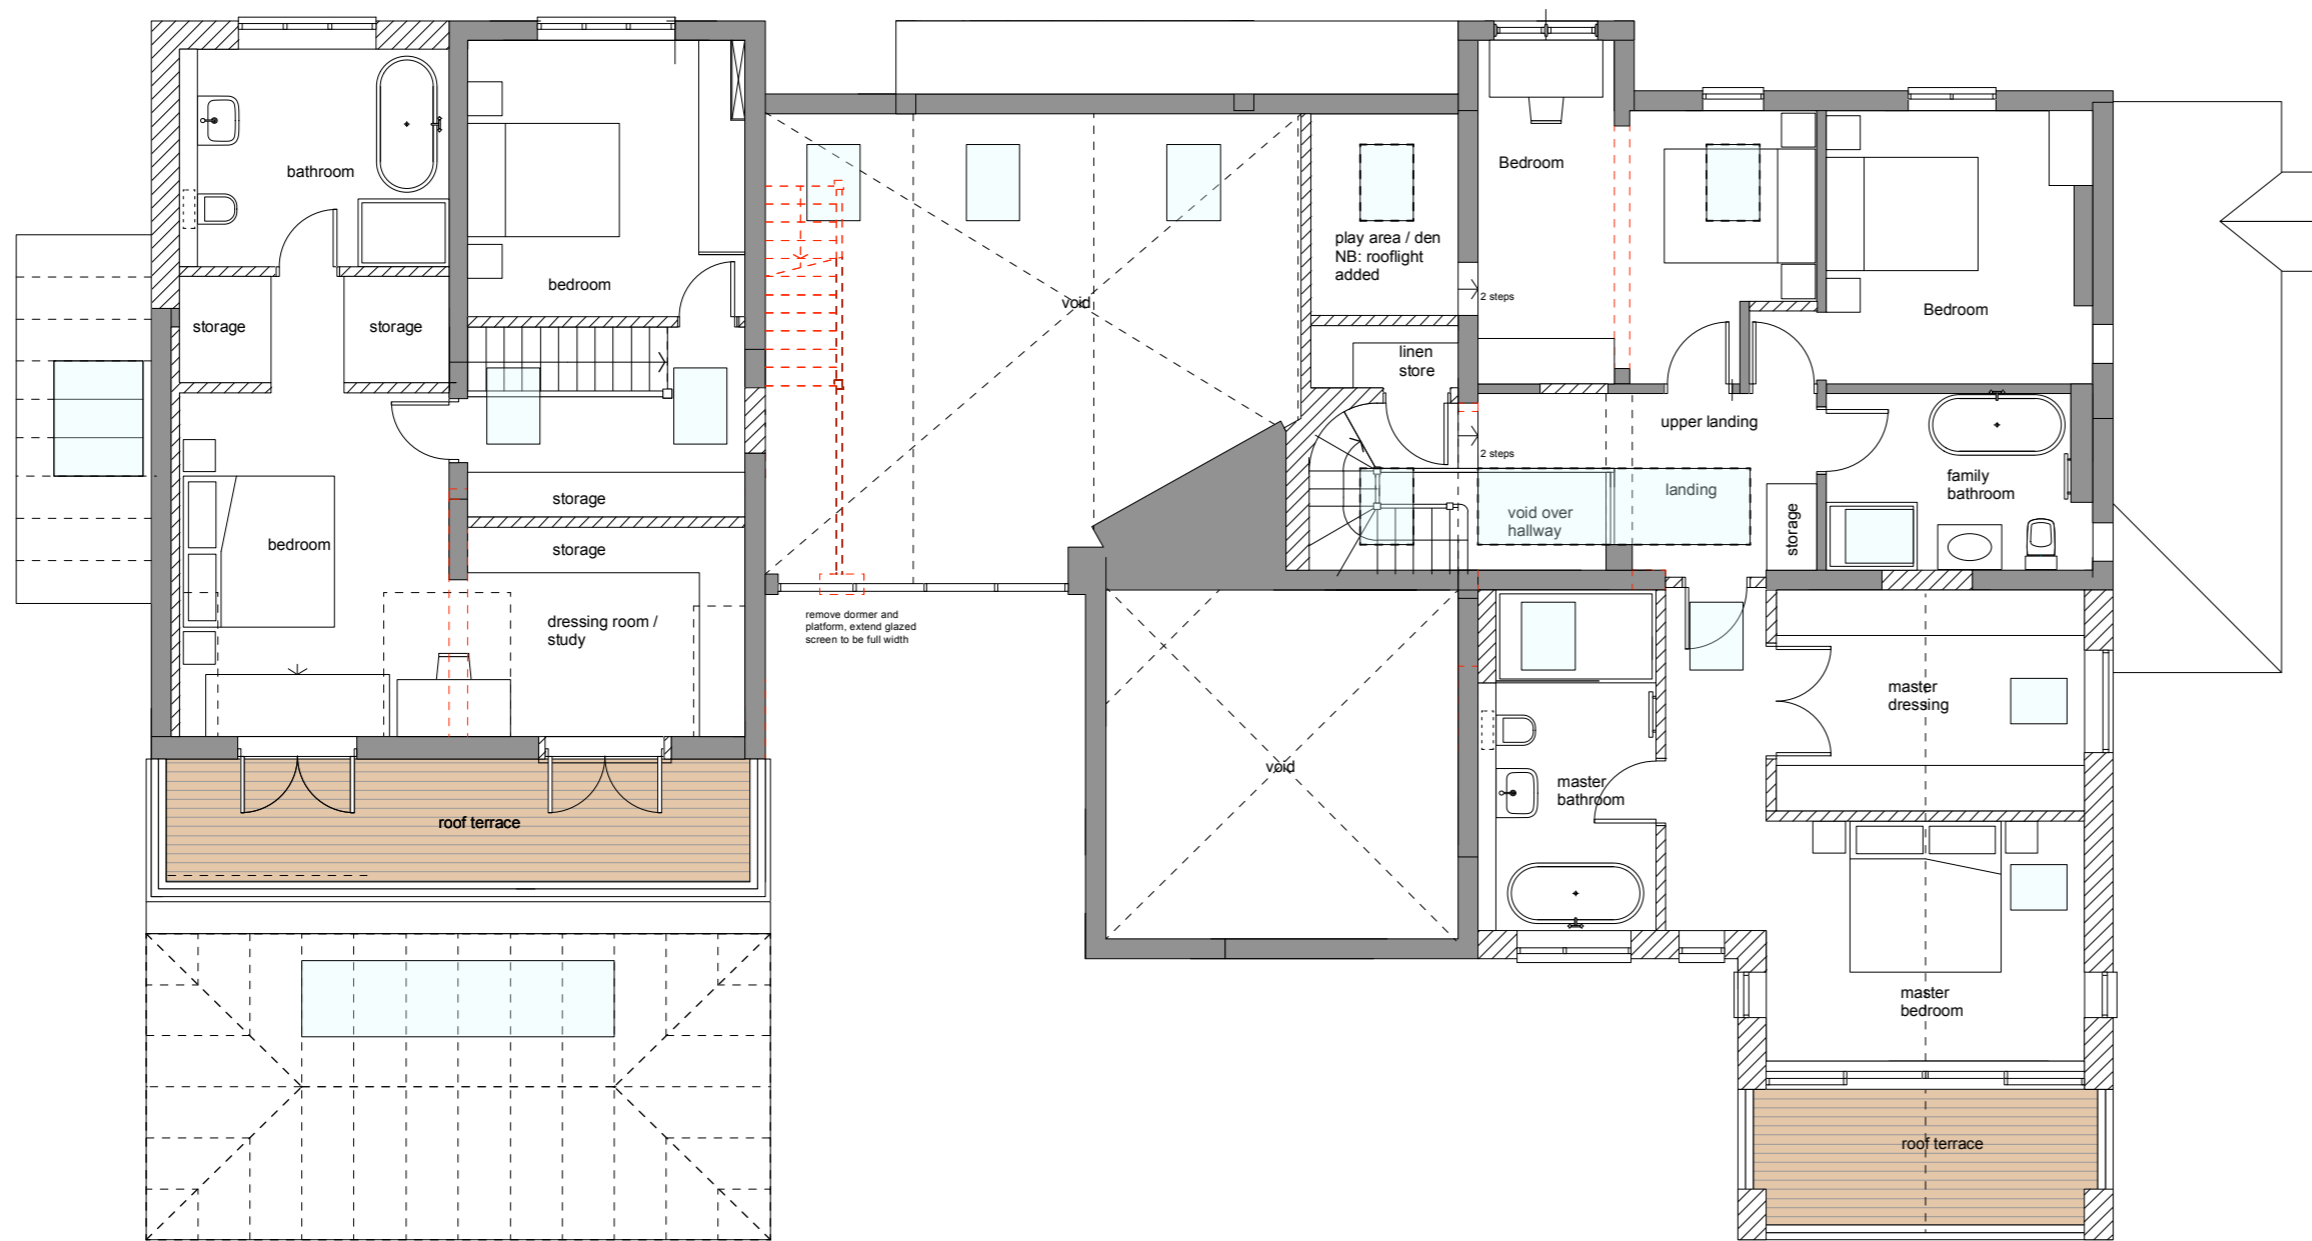 bathroom
bedroom
storage
storage
bedroom
storage
storage
dressing room /
study
roof terrace
void
remove dormer and
platform, extend glazed
screen to be full width
play area / den
NB: rooflight
added
2 steps
linen
store
2 steps
Bedroom
Bedroom
upper landing
landing
void over
hallway
storage
family
bathroom
void
master
bathroom
master
dressing
master
bedroom
roof terrace